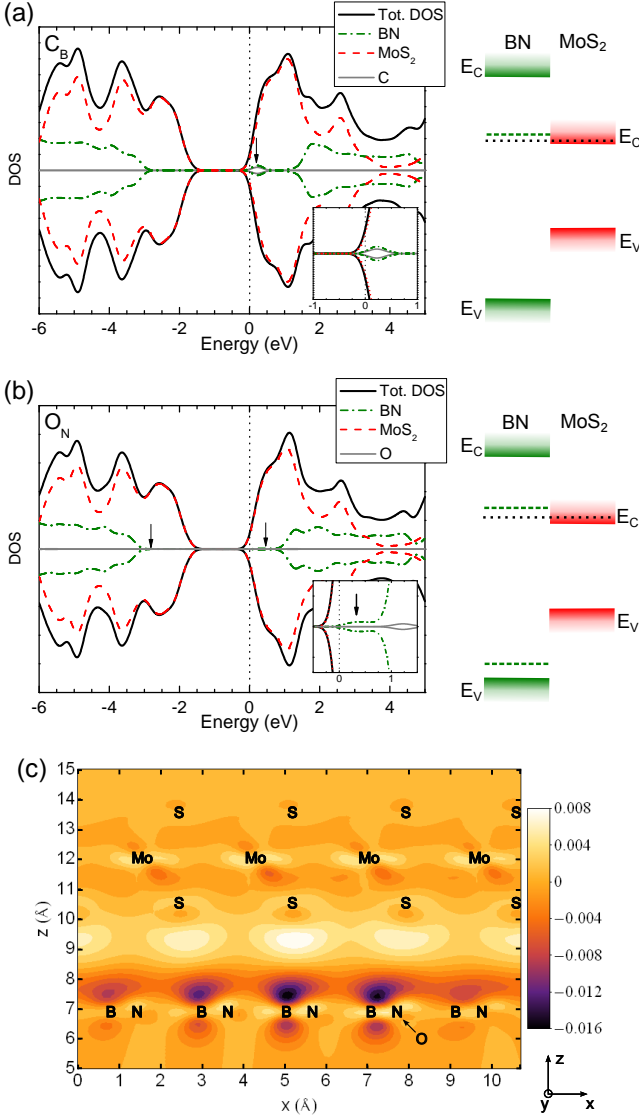 (a)
C_B
Tot. DOS
BN
MoS₂
C
DOS
-1 0 1
-6 -4 -2 0 2 4
Energy (eV)
BN MoS₂
E_C
E_C
E_V
E_V
(b)
O_N
Tot. DOS
BN
MoS₂
O
DOS
0 1
-6 -4 -2 0 2 4
Energy (eV)
BN MoS₂
E_C
E_C
E_V
E_V
(c)
15
14
13
12
11
10
9
8
7
6
5
z (Å)
S S S S
Mo Mo Mo Mo
S S S S
B N B N B N B N B N
O
0 1 2 3 4 5 6 7 8 9 10
x (Å)
0.008
0.004
0.000
−0.004
−0.008
−0.012
−0.016
z
y x